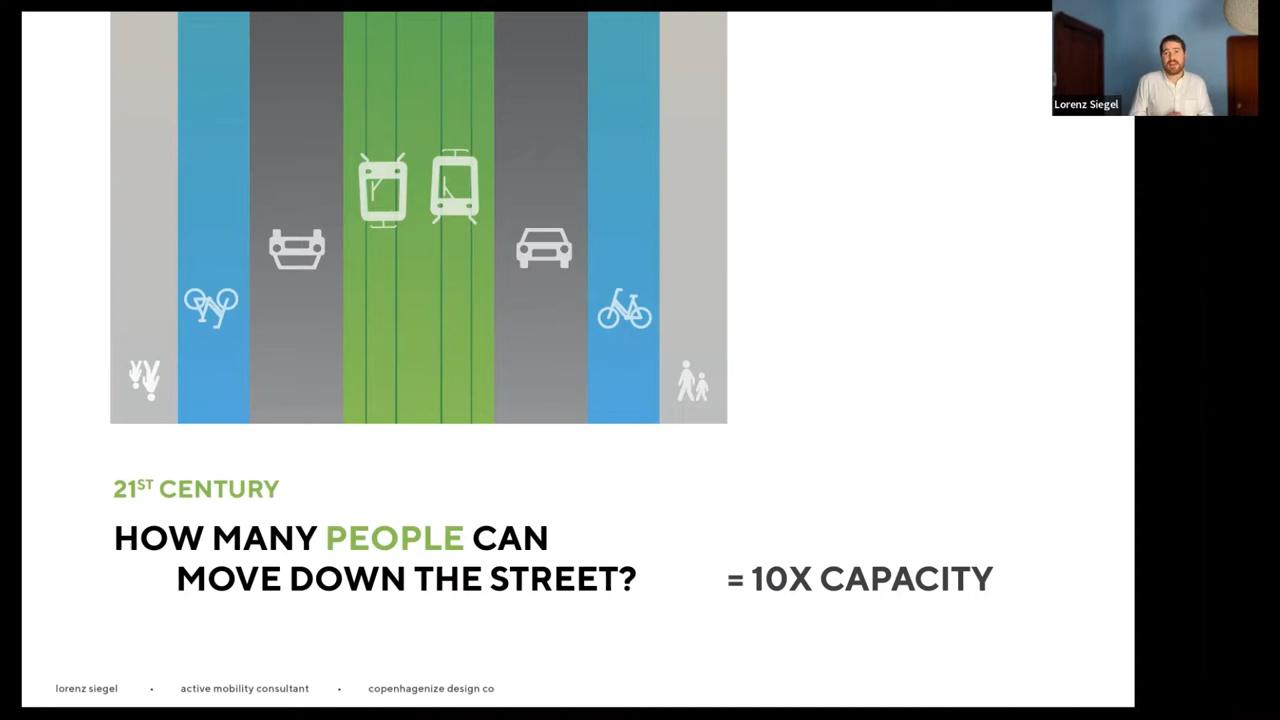 Lorenz Siegel
21ST CENTURY
HOW MANY PEOPLE CAN
MOVE DOWN THE STREET?
= 10X CAPACITY
lorenz siegel • active mobility consultant • copenhagenize design co